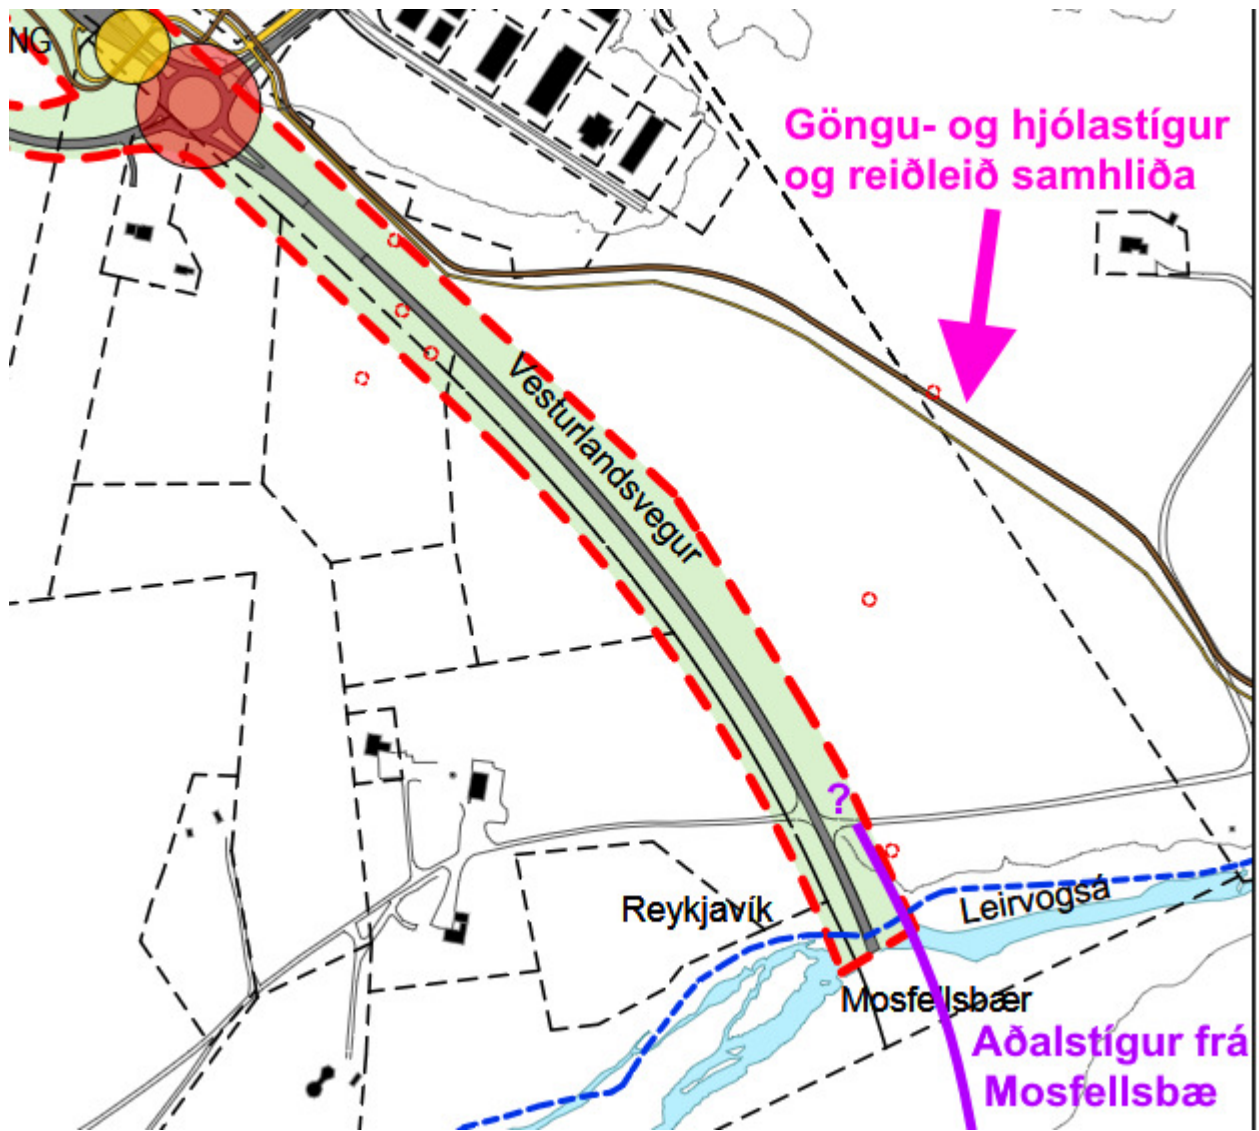 NG
Göngu- og hjólastígur
og reiðleið samhliða
Vesturlandsvegur
?
Reykjavík
Leirvogsá
Mosfellsbær
Aðalstígur frá
Mosfellsbæ